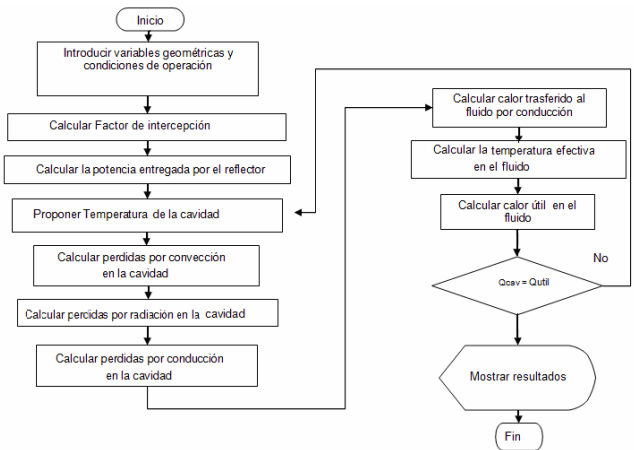 Inicio
Introducir variables geométricas y
condiciones de operación
Calcular Factor de intercepción
Calcular la potencia entregada por el reflector
Proponer Temperatura de la cavidad
Calcular perdidas por convección
en la cavidad
Calcular percidas por radiación en la cavidad
Calcular perdidas por conducción
en la cavidad
Calcular calor trasferido al
fluido por conducción
Calcular la temperatura efectiva
en el fluido
Calcular calor útil en el
fluido
Qcav = Qutil
No
Mostrar resultados
Fin